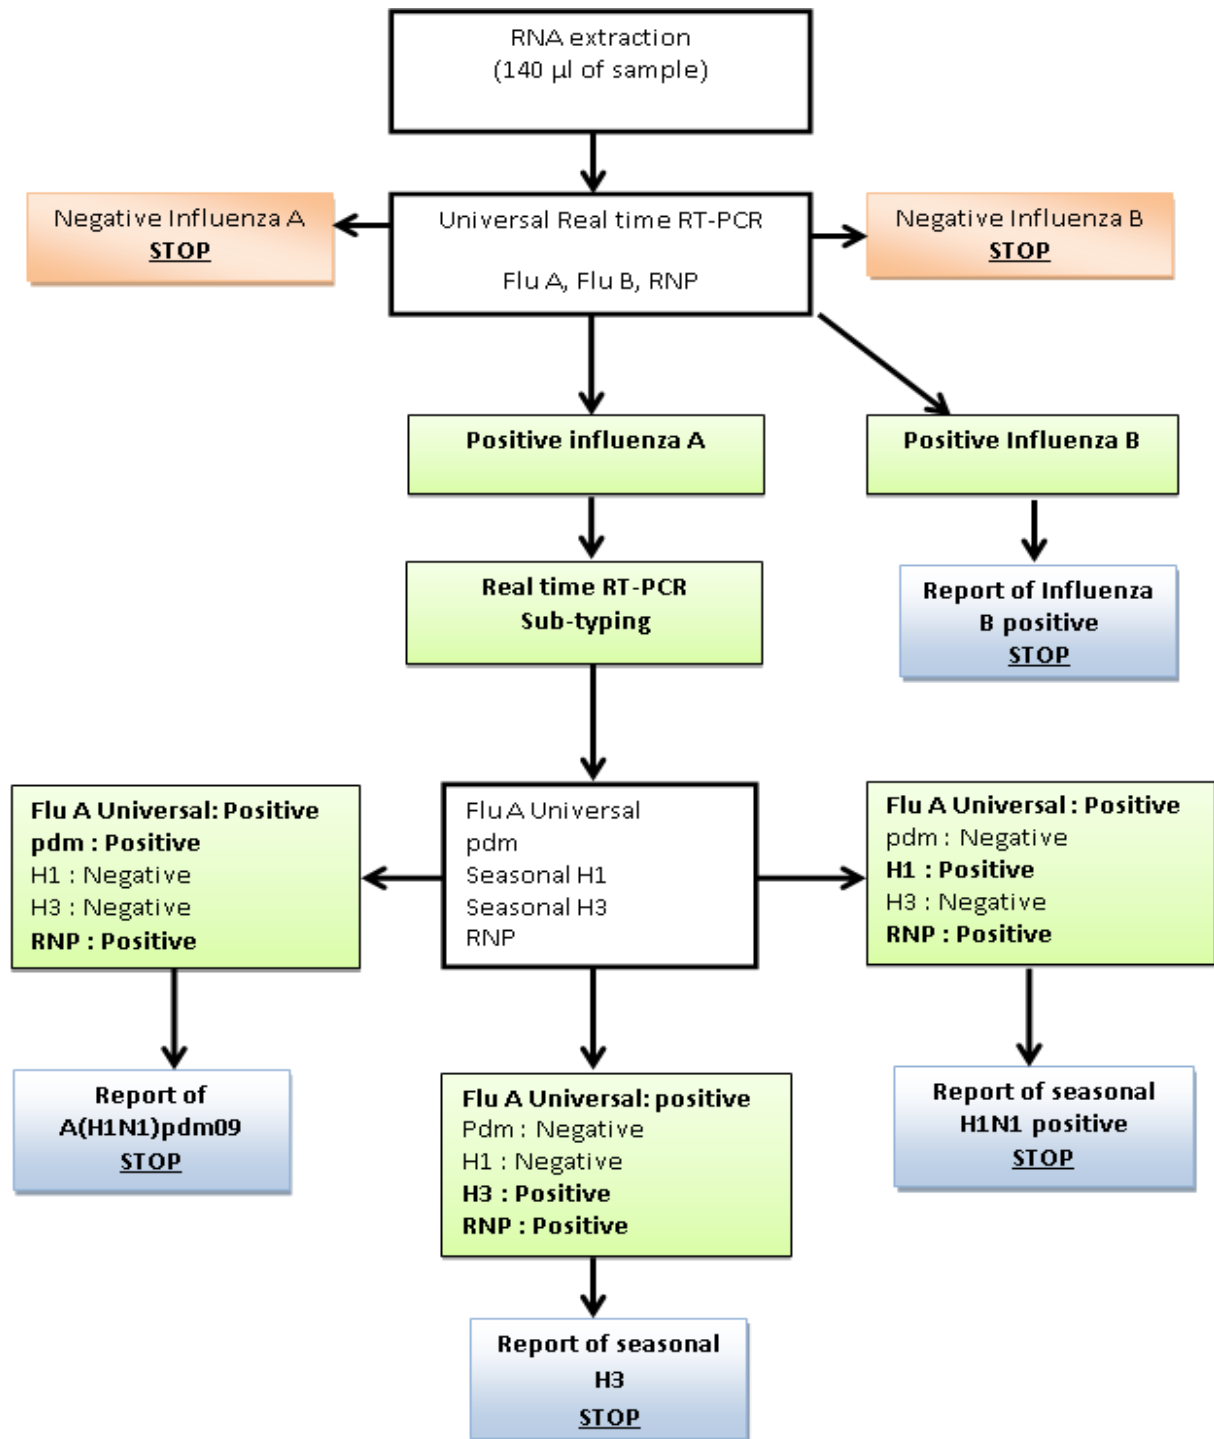 RNA extraction
(140 µl of sample)
Negative Influenza A
STOP
Universal Real time RT-PCR
Flu A, Flu B, RNP
Negative Influenza B
STOP
Positive influenza A
Positive Influenza B
Real time RT-PCR
Sub-typing
Report of Influenza
B positive
STOP
Flu A Universal: Positive
pdm : Positive
H1 : Negative
H3 : Negative
RNP : Positive
Flu A Universal
pdm
Seasonal H1
Seasonal H3
RNP
Flu A Universal : Positive
pdm : Negative
H1 : Positive
H3 : Negative
RNP : Positive
Report of
A(H1N1)pdm09
STOP
Flu A Universal: positive
Pdm : Negative
H1 : Negative
H3 : Positive
RNP : Positive
Report of seasonal
H1N1 positive
STOP
Report of seasonal
H3
STOP